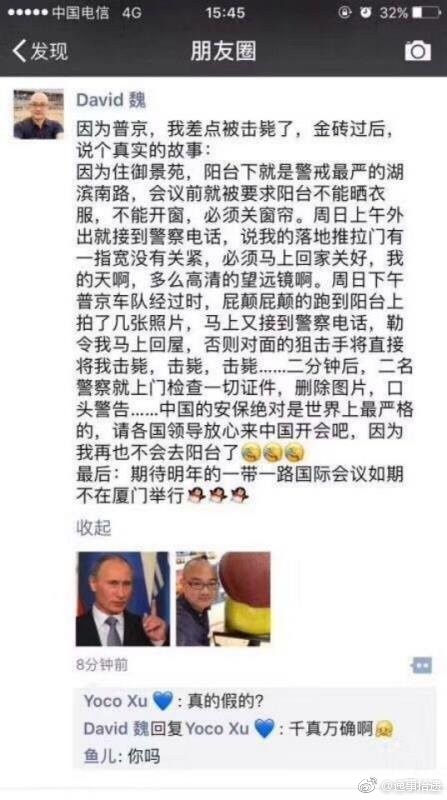 中国电信 4G 15:45 32%
发现 朋友圈
David 魏
因为普京，我差点被击毙了，金砖过后，
说个真实的故事：
因为住御景苑，阳台下就是警戒最严的湖
滨南路，会议前就被要求阳台不能晒衣
服，不能开窗，必须关窗帘。周日上午外
出就接到警察电话，说我的落地推拉门有
一指宽没有关紧，必须马上回家关好，我
的天啊，多么高清的望远镜啊。周日下午
普京车队经过时，屁颠屁颠的跑到阳台上
拍了几张照片，马上又接到警察电话，勒
令我马上回屋，否则对面的狙击手将直接
将我击毙，击毙，击毙……二分钟后，二名
警察就上门检查一切证件，删除图片，口
头警告……中国的安保绝对是世界上最严格
的，请各国领导放心来中国开会吧，因为
我再也不会去阳台了
最后：期待明年的一带一路国际会议如期
不在厦门举行
收起
8分钟前
Yoco Xu 💙：真的假的?
David 魏回复Yoco Xu 💙：千真万确啊
鱼儿：你吗